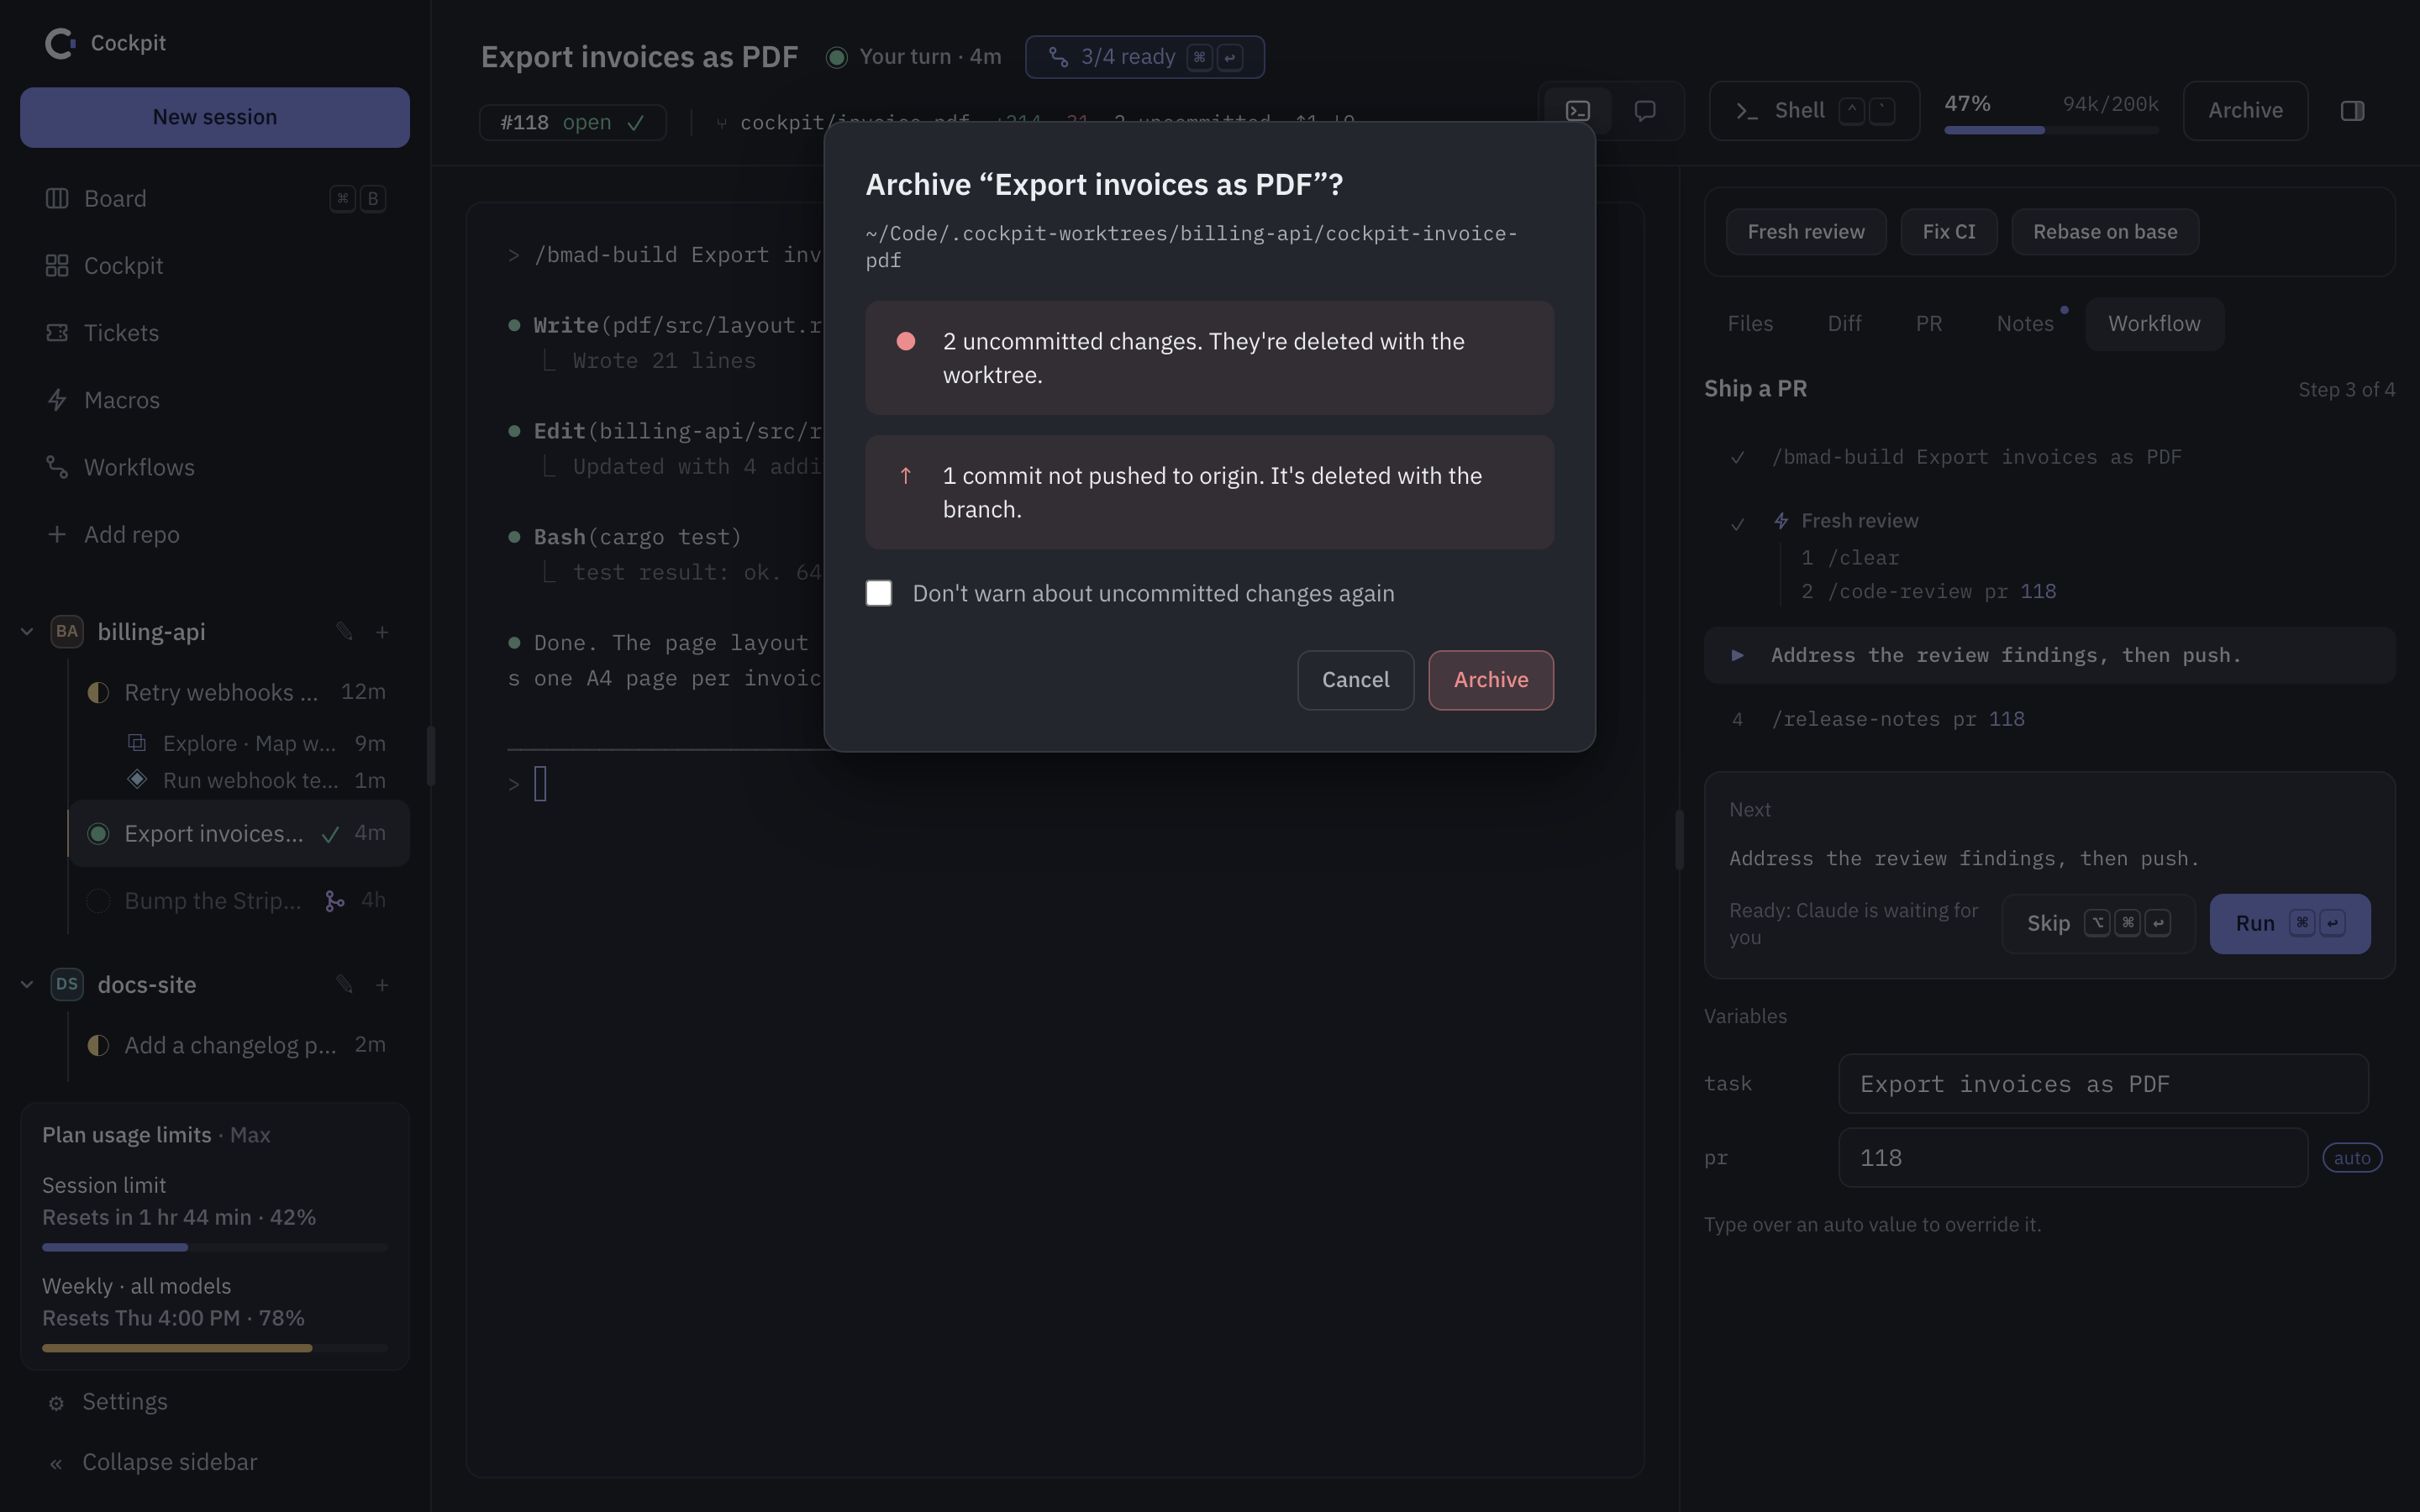 Cockpit
New session
Board ⌘ B
Cockpit
Tickets
Macros
Workflows
Add repo
BA billing-api
Retry webhooks ... 12m
Explore · Map w... 9m
Run webhook te... 1m
Export invoices... 4m
Bump the Strip... 4h
DS docs-site
Add a changelog p... 2m
Plan usage limits · Max
Session limit
Resets in 1 hr 44 min · 42%
Weekly · all models
Resets Thu 4:00 PM · 78%
Settings
« Collapse sidebar
Export invoices as PDF
Your turn · 4m
3/4 ready ⌘ ↩
#118 open ✓
cockpit/invoice-pdf
2 uncommitted ↑1 ↓0
Shell ^ `
47% 94k/200k
Archive
> /bmad-build Export inv
Write(pdf/src/layout.r
Wrote 21 lines
Edit(billing-api/src/r
Updated with 4 addi
Bash(cargo test)
test result: ok. 64
Done. The page layout
s one A4 page per invoic
>
Archive “Export invoices as PDF”?
~/Code/.cockpit-worktrees/billing-api/cockpit-invoice-
pdf
2 uncommitted changes. They're deleted with the
worktree.
↑ 1 commit not pushed to origin. It's deleted with the
branch.
Don't warn about uncommitted changes again
Cancel
Archive
Fresh review
Fix CI
Rebase on base
Files
Diff
PR
Notes
Workflow
Ship a PR
Step 3 of 4
✓ /bmad-build Export invoices as PDF
✓ Fresh review
1 /clear
2 /code-review pr 118
Address the review findings, then push.
4 /release-notes pr 118
Next
Address the review findings, then push.
Ready: Claude is waiting for
you
Skip ⌥ ⌘ ↩
Run ⌘ ↩
Variables
task Export invoices as PDF
pr 118 auto
Type over an auto value to override it.